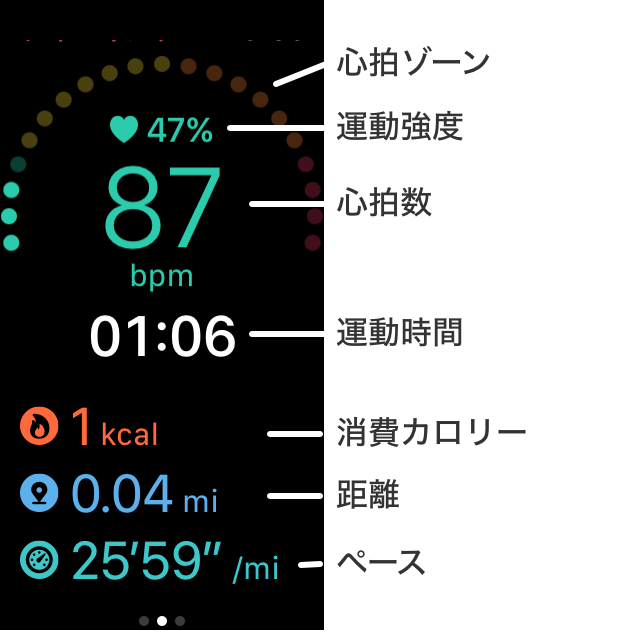 心拍ゾーン
47% 運動強度
87 心拍数
bpm
01:06 運動時間
1 kcal 消費カロリー
0.04 mi 距離
25′59″ /mi ペース